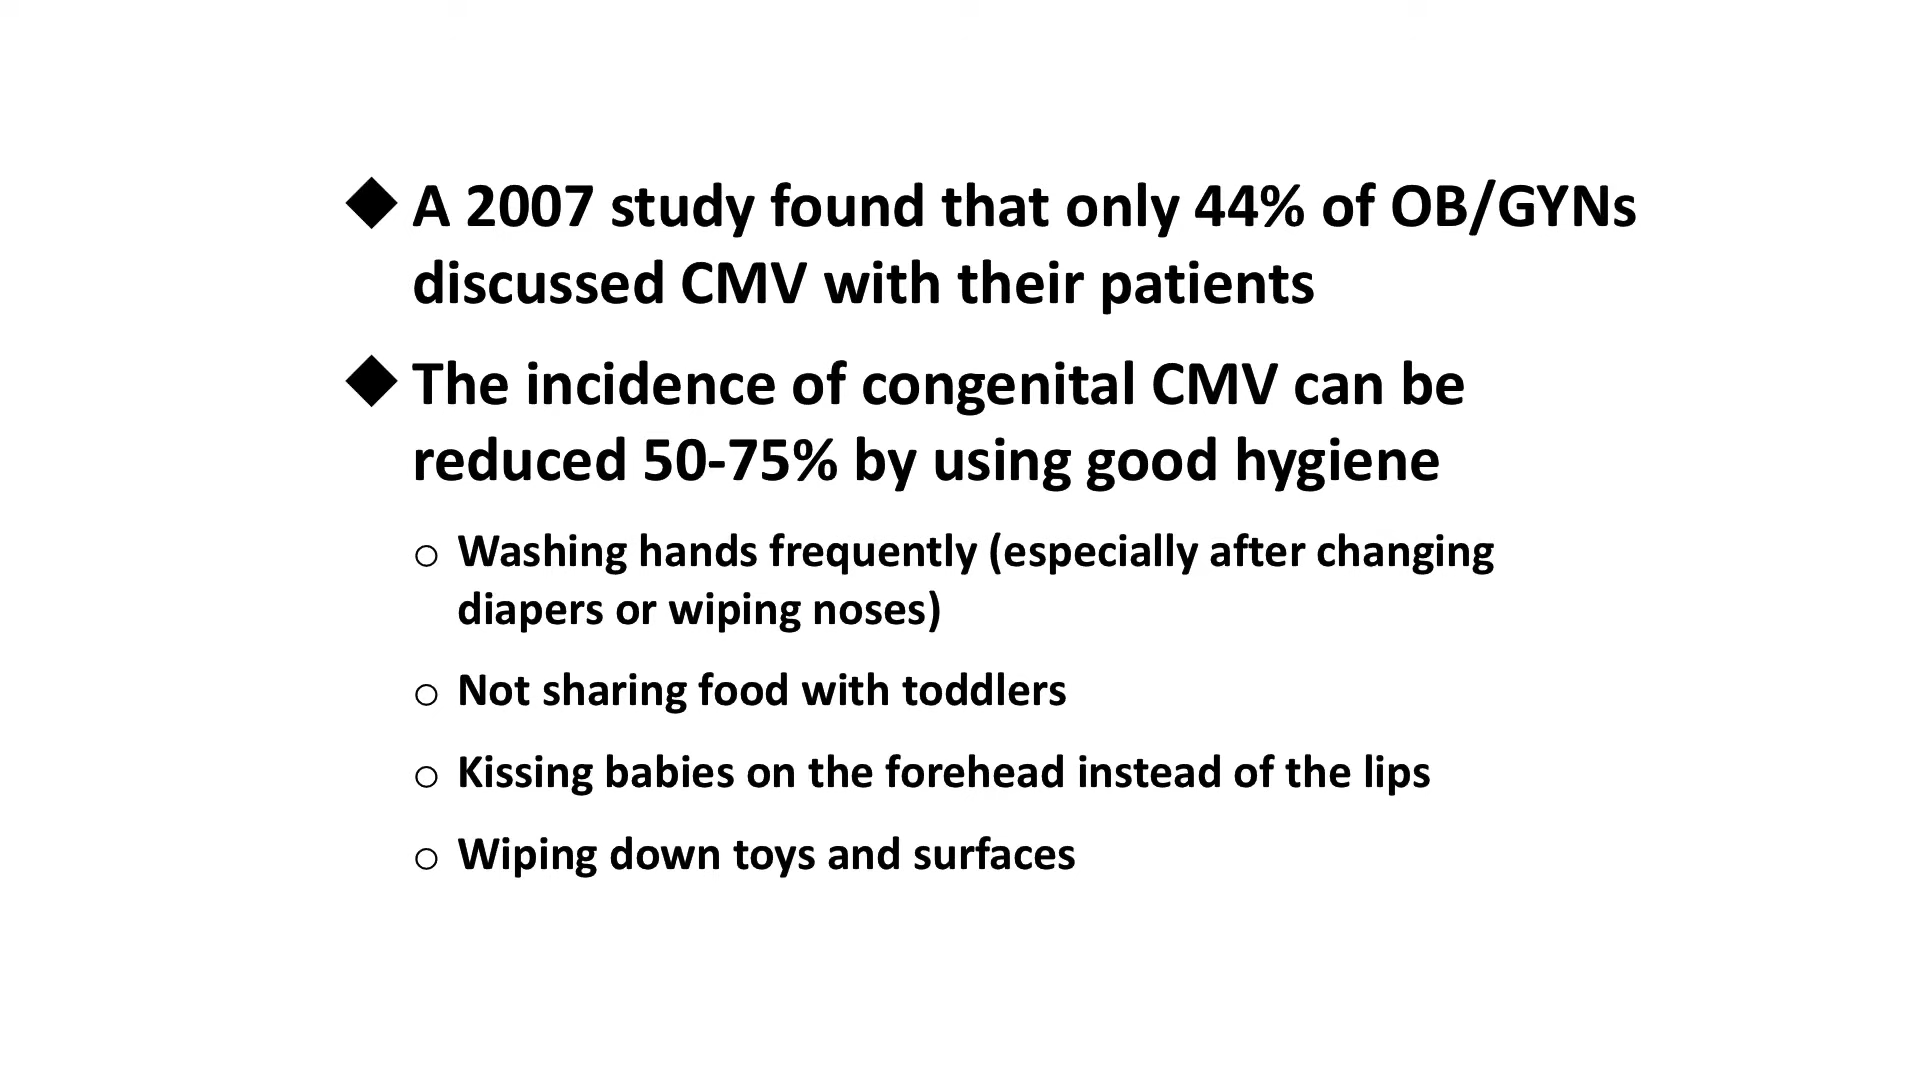 ◆ A 2007 study found that only 44% of OB/GYNs
discussed CMV with their patients
◆ The incidence of congenital CMV can be
reduced 50-75% by using good hygiene
o Washing hands frequently (especially after changing
diapers or wiping noses)
o Not sharing food with toddlers
o Kissing babies on the forehead instead of the lips
o Wiping down toys and surfaces